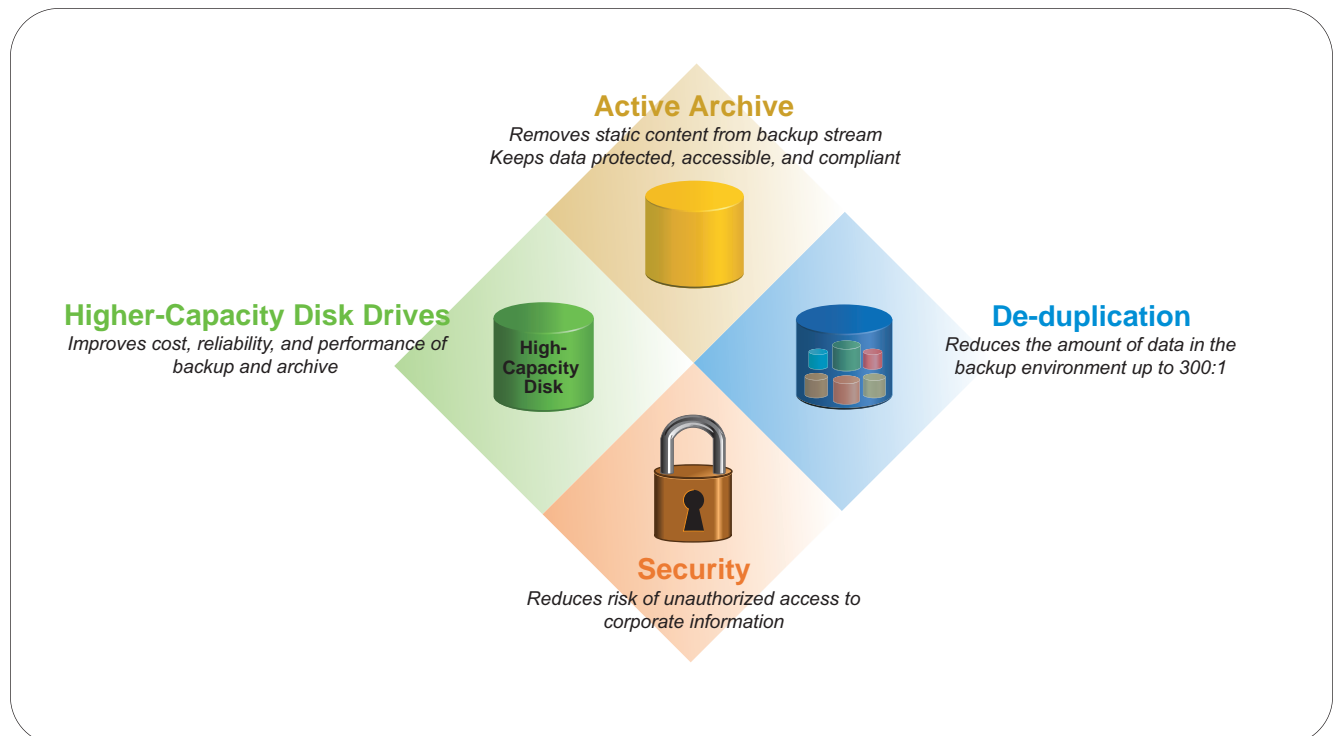 Active Archive
Removes static content from backup stream
Keeps data protected, accessible, and compliant
Higher-Capacity Disk Drives
Improves cost, reliability, and performance of
backup and archive
High-
Capacity
Disk
De-duplication
Reduces the amount of data in the
backup environment up to 300:1
Security
Reduces risk of unauthorized access to
corporate information